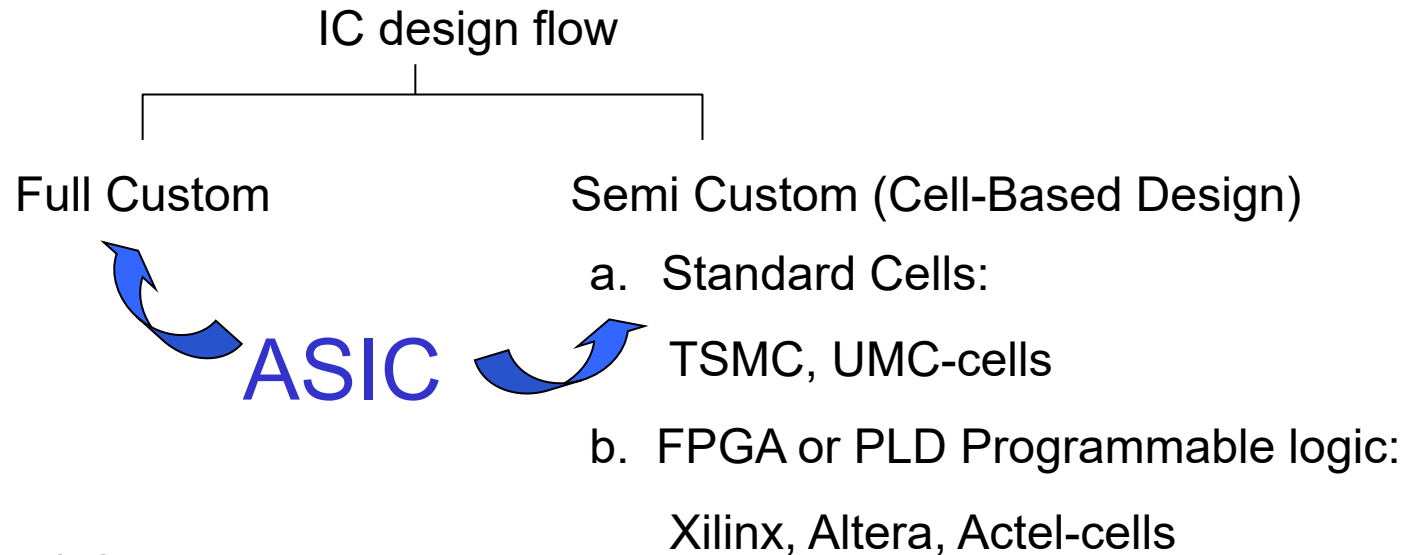 IC design flow
Full Custom
Semi Custom (Cell-Based Design)
a. Standard Cells:
ASIC
TSMC, UMC-cells
b. FPGA or PLD Programmable logic:
Xilinx, Altera, Actel-cells